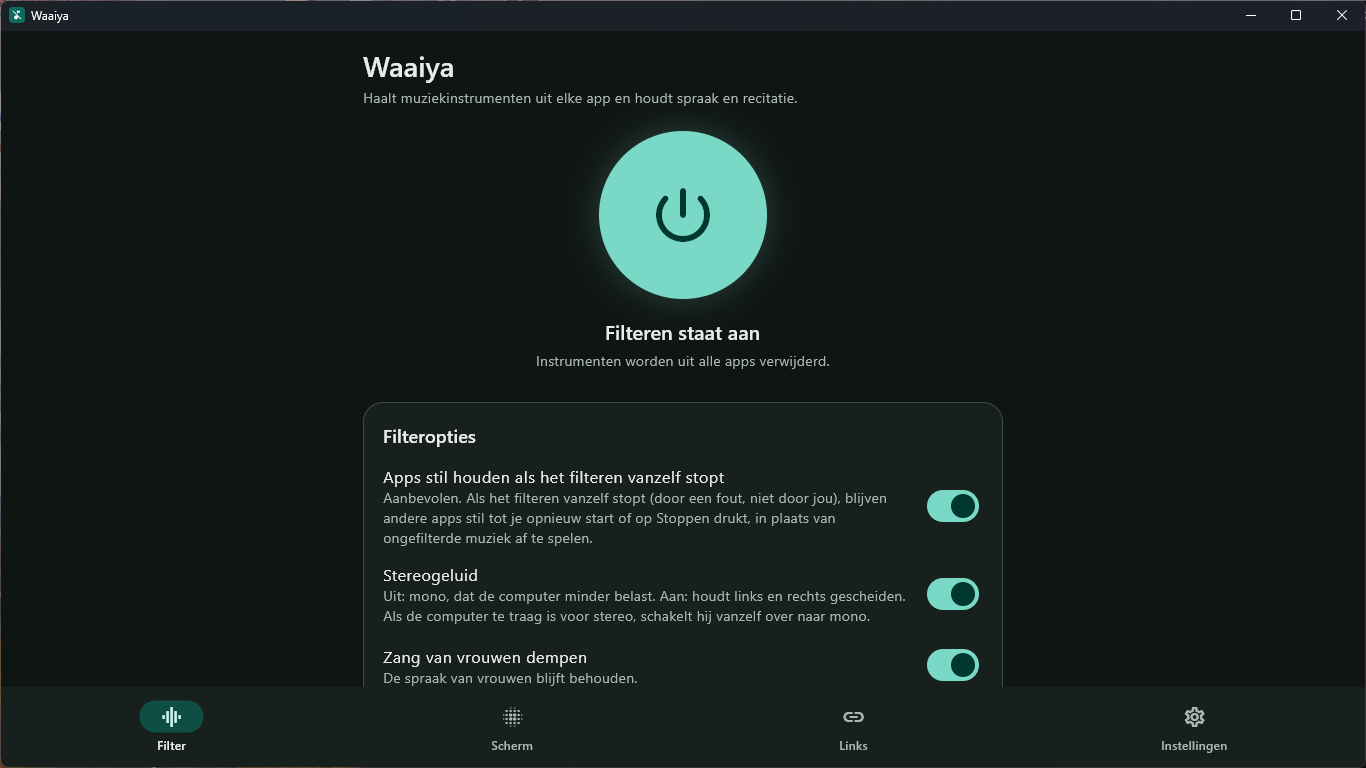 Waaiya
Waaiya
Haalt muziekinstrumenten uit elke app en houdt spraak en recitatie.
Filteren staat aan
Instrumenten worden uit alle apps verwijderd.
Filteropties
Apps stil houden als het filteren vanzelf stopt
Aanbevolen. Als het filteren vanzelf stopt (door een fout, niet door jou), blijven
andere apps stil tot je opnieuw start of op Stoppen drukt, in plaats van
ongefilterde muziek af te spelen.
Stereogeluid
Uit: mono, dat de computer minder belast. Aan: houdt links en rechts gescheiden.
Als de computer te traag is voor stereo, schakelt hij vanzelf over naar mono.
Zang van vrouwen dempen
De spraak van vrouwen blijft behouden.
Filter
Scherm
Links
Instellingen